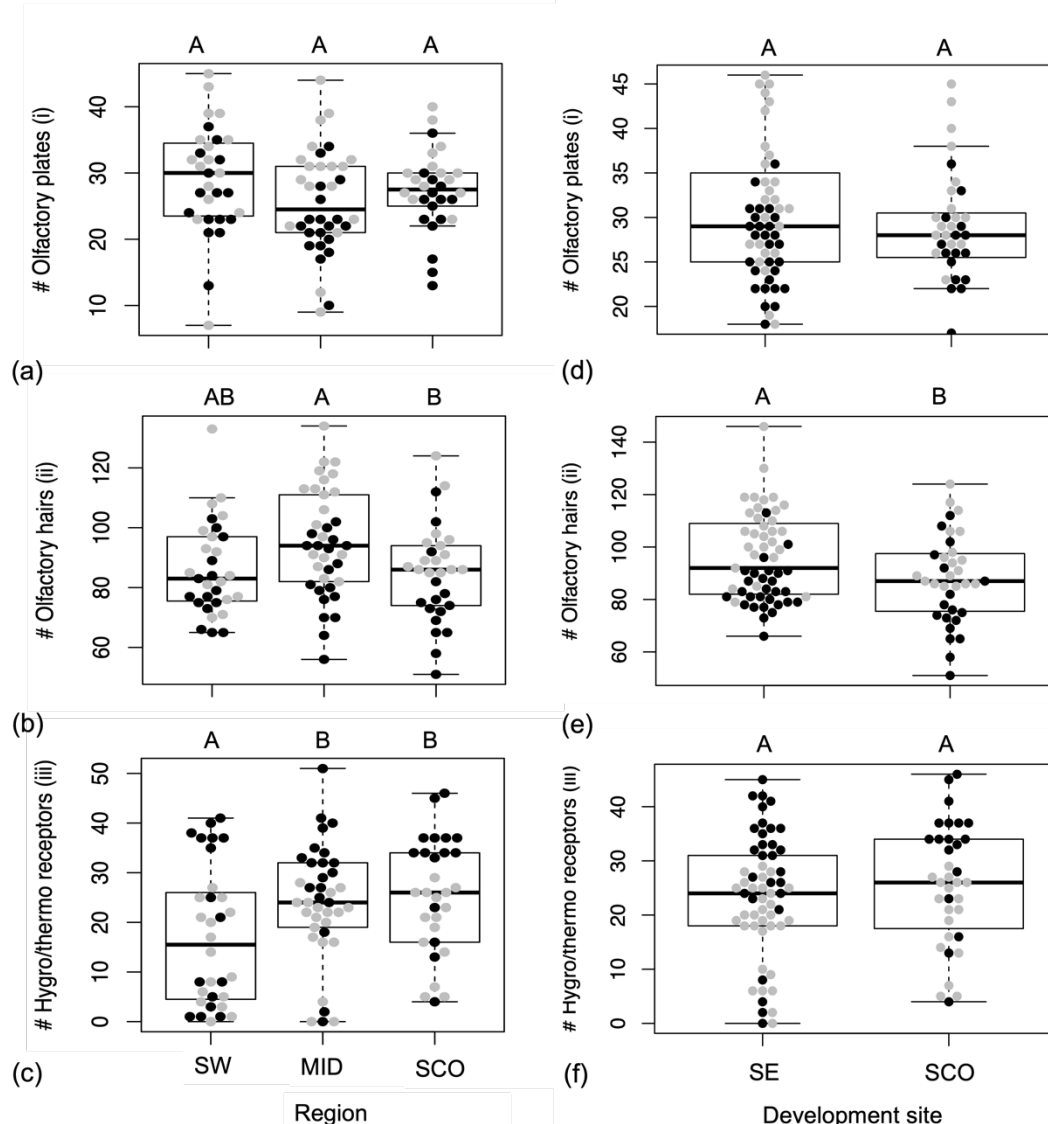 A A A
# Olfactory plates (i)
40
30
20
10
(a)
A A
# Olfactory plates (i)
45
40
35
30
25
20
(d)
AB A B
# Olfactory hairs (ii)
120
100
80
60
(b)
A B
# Olfactory hairs (ii)
140
120
100
80
60
(e)
A B B
# Hygro/thermo receptors (iii)
50
40
30
20
10
0
SW MID SCO
(c)
Region
A A
# Hygro/thermo receptors (iii)
40
30
20
10
0
SE SCO
(f)
Development site